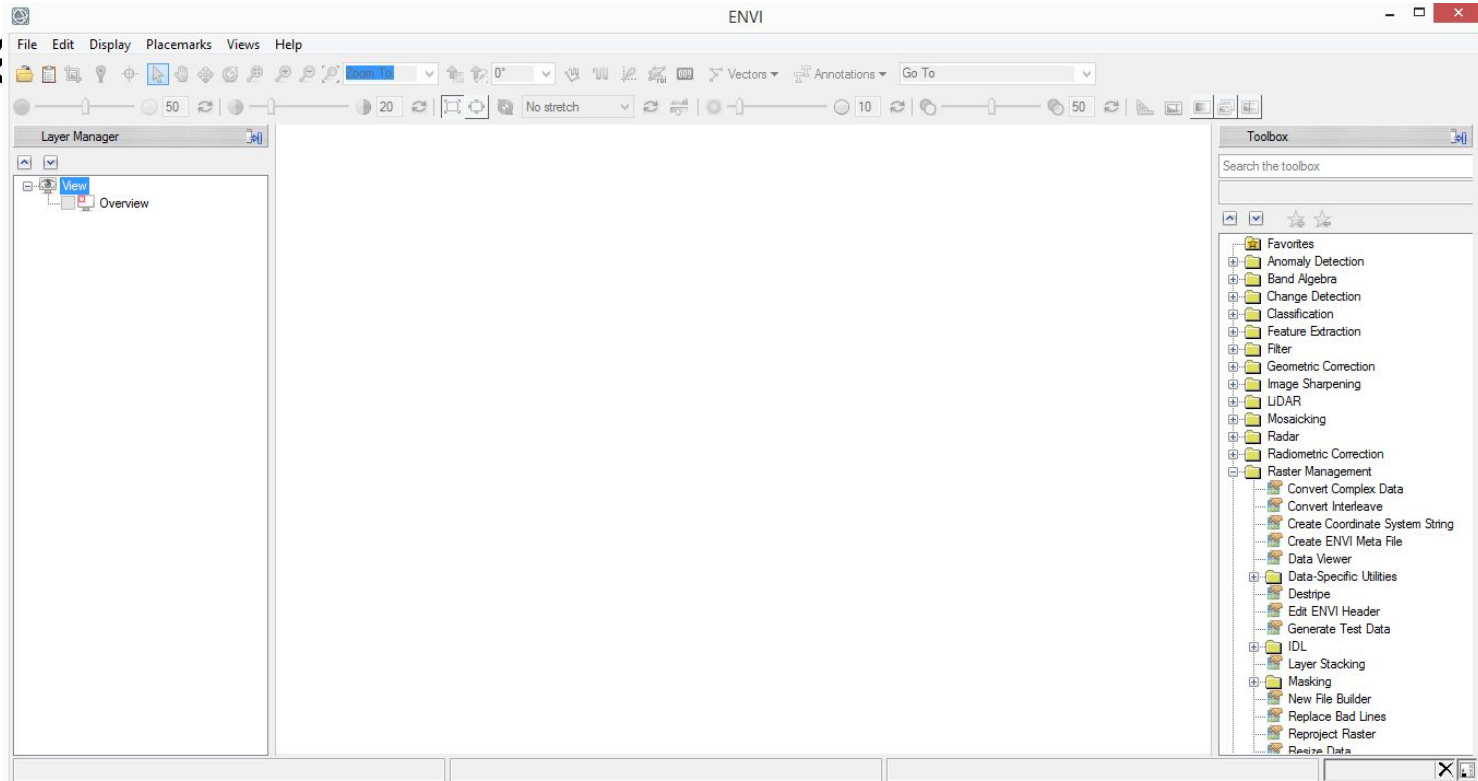 ENVI
File Edit Display Placemarks Views Help
Zoom To 0° Vectors Annotations Go To
50 20 No stretch 10 50
Layer Manager
View
Overview
Toolbox
Search the toolbox
Favorites
Anomaly Detection
Band Algebra
Change Detection
Classification
Feature Extraction
Filter
Geometric Correction
Image Sharpening
LiDAR
Mosaicking
Radar
Radiometric Correction
Raster Management
Convert Complex Data
Convert Interleave
Create Coordinate System String
Create ENVI Meta File
Data Viewer
Data-Specific Utilities
Destripe
Edit ENVI Header
Generate Test Data
IDL
Layer Stacking
Masking
New File Builder
Replace Bad Lines
Reproject Raster
Resize Data